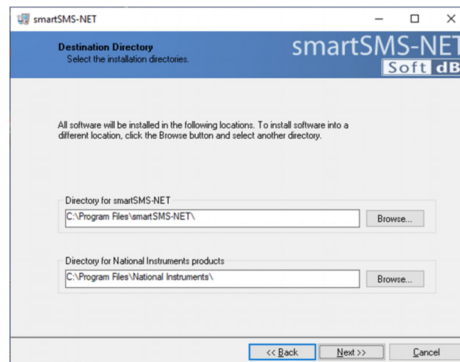 smartSMS-NET
Destination Directory
Select the installation directories.
smartSMS-NET
Soft dB
All software will be installed in the following locations. To install software into a
different location, click the Browse button and select another directory.
Directory for smartSMS-NET
C:\Program Files\smartSMS-NET\
Browse...
Directory for National Instruments products
C:\Program Files\National Instruments\
Browse...
<< Back
Next >>
Cancel